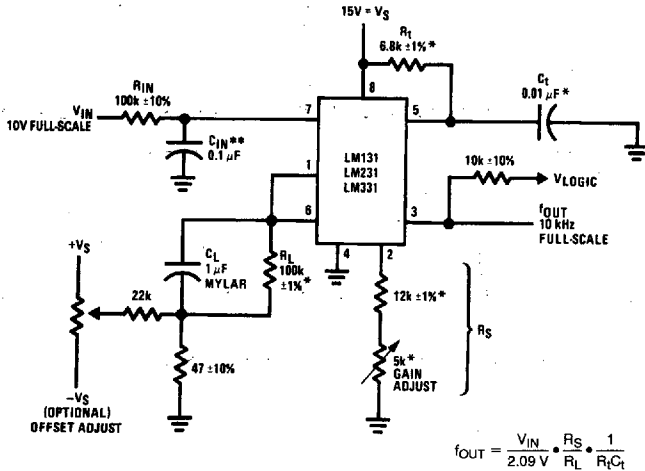 15V = VS
Rt
6.8k ±1% *
8
RIN
100k ±10%
VIN
10V FULL-SCALE
7
5
Ct
0.01 µF*
CIN**
0.1 µF
1
LM131
LM231
LM331
10k ±10%
VLOGIC
6
3
fOUT
10 kHz
FULL-SCALE
4
2
+VS
CL
1 µF
MYLAR
RL
100k
±1%*
22k
12k ±1%*
RS
47 ±10%
5k*
GAIN
ADJUST
−VS
(OPTIONAL)
OFFSET ADJUST
fOUT = VIN/2.09 V • RS/RL • 1/RtCt